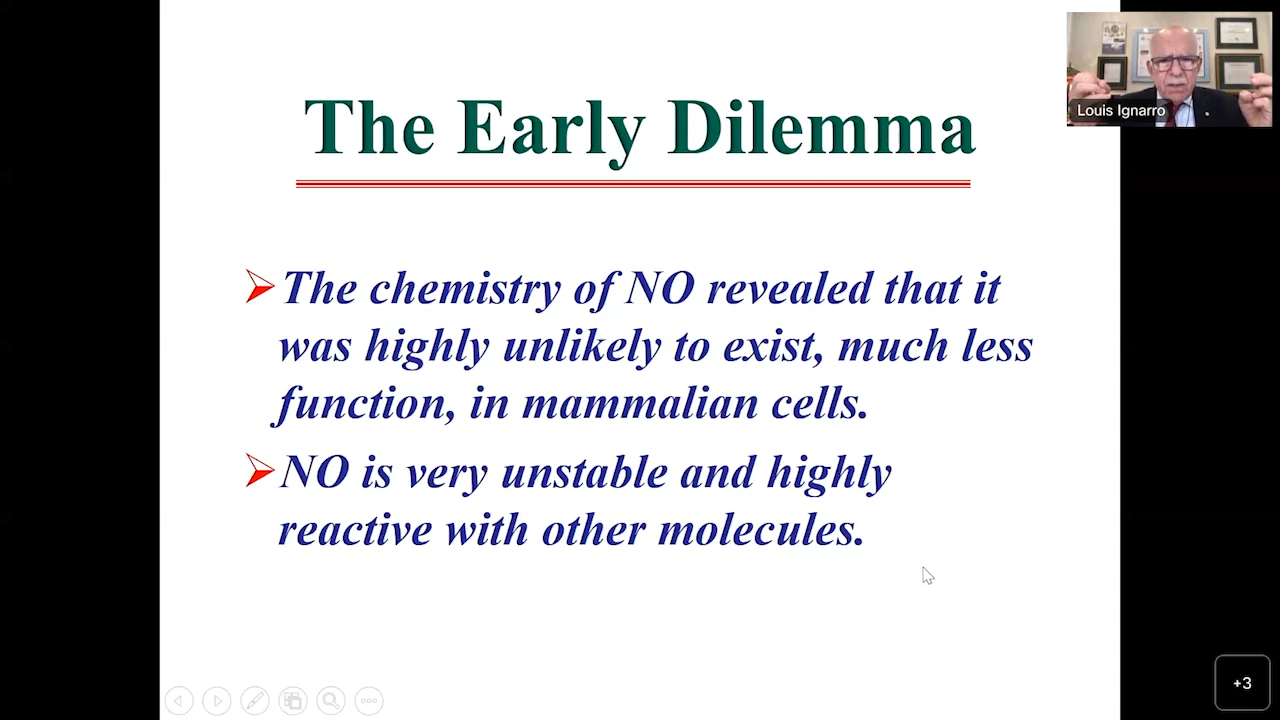 The Early Dilemma
Louis Ignarro
The chemistry of NO revealed that it
was highly unlikely to exist, much less
function, in mammalian cells.
NO is very unstable and highly
reactive with other molecules.
+3